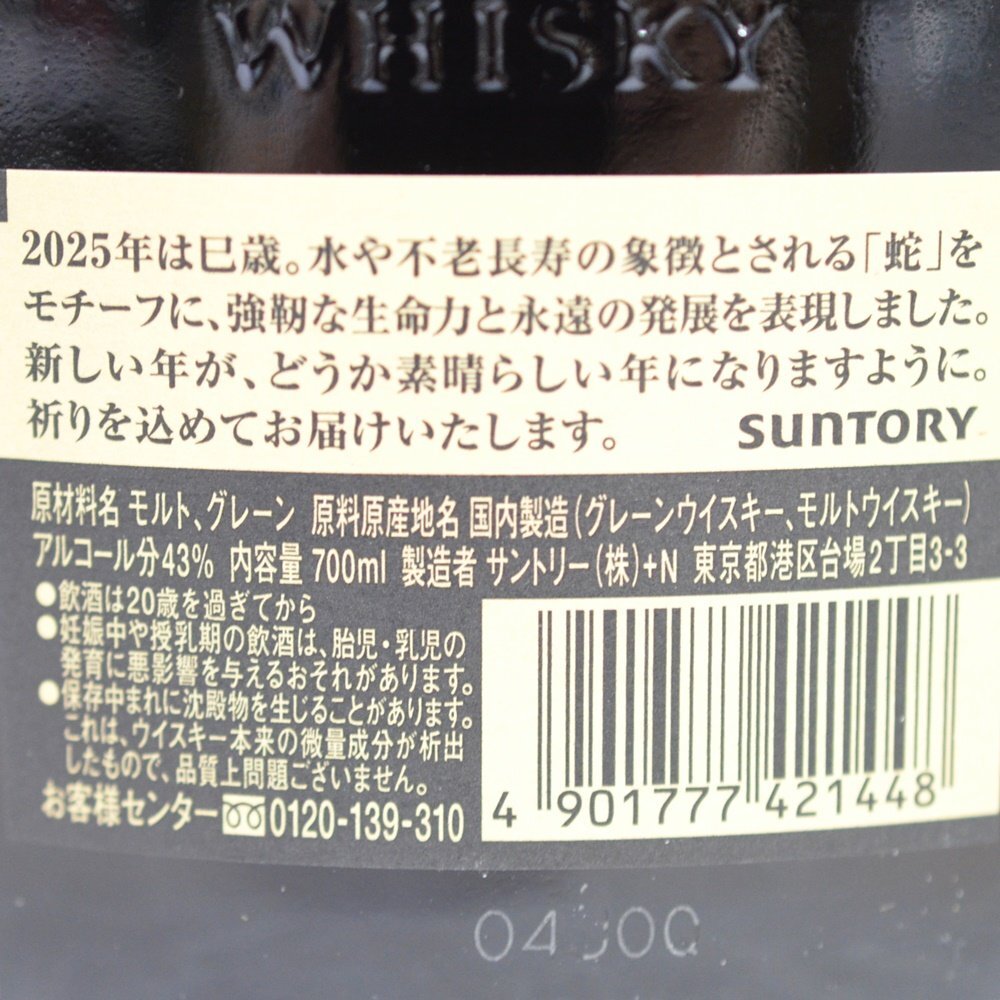 WHISKY
2025年は巳歳。水や不老長寿の象徴とされる「蛇」を
モチーフに、強靭な生命力と永遠の発展を表現しました。
新しい年が、どうか素晴らしい年になりますように。
祈りを込めてお届けいたします。 SUNTORY
原材料名 モルト、グレーン 原料原産地名 国内製造(グレーンウイスキー、モルトウイスキー)
アルコール分43% 内容量 700ml 製造者 サントリー(株)+N 東京都港区台場2丁目3-3
●飲酒は20歳を過ぎてから
●妊娠中や授乳期の飲酒は、胎児・乳児の
発育に悪影響を与えるおそれがあります。
●保存中まれに沈殿物を生じることがあります。
これは、ウイスキー本来の微量成分が析出
したもので、品質上問題ございません。
お客様センター 0120-139-310
4 901777 421448